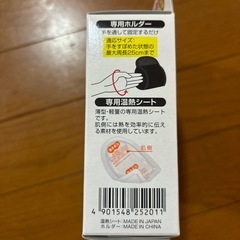 専用ホルダー
手を通して固定するだけ
適応サイズ：
手をすぼめた状態の
最大周長25cmまで
専用温熱シート
薄型・軽量の専用温熱シートです。
肌側には熱を効率的に伝え
る素材を使用しています。
肌側
4 901548 252011
温熱シート：MADE IN JAPAN
ホルダー：MADE IN CHINA